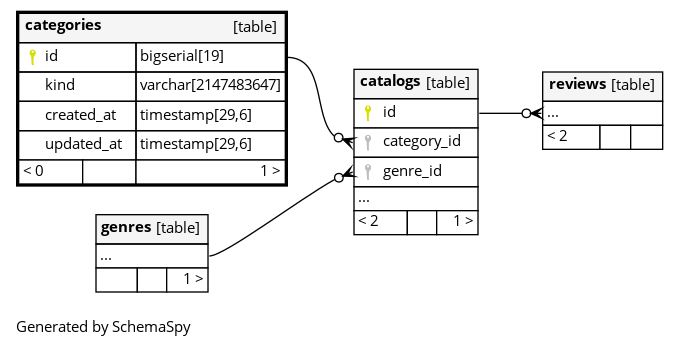 categories [table]
id bigserial[19]
kind varchar[2147483647]
created_at timestamp[29,6]
updated_at timestamp[29,6]
< 0 1 >
catalogs [table]
id
category_id
genre_id
...
< 2 1 >
reviews [table]
...
< 2
genres [table]
...
1 >
Generated by SchemaSpy